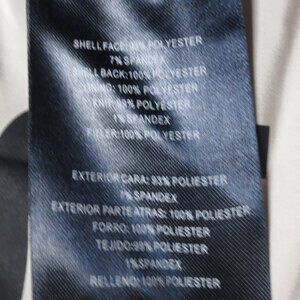 SHELL FACE: 93% POLYESTER
7% SPANDEX
SHELL BACK: 100% POLYESTER
LINING: 100% POLYESTER
KNIT: 99% POLYESTER
1% SPANDEX
FILLER: 100% POLYESTER
EXTERIOR CARA: 93% POLIESTER
7% SPANDEX
EXTERIOR PARTE ATRAS: 100% POLIESTER
FORRO: 100% POLIESTER
TEJIDO: 99% POLIESTER
1% SPANDEX
RELLENO: 100% POLIESTER